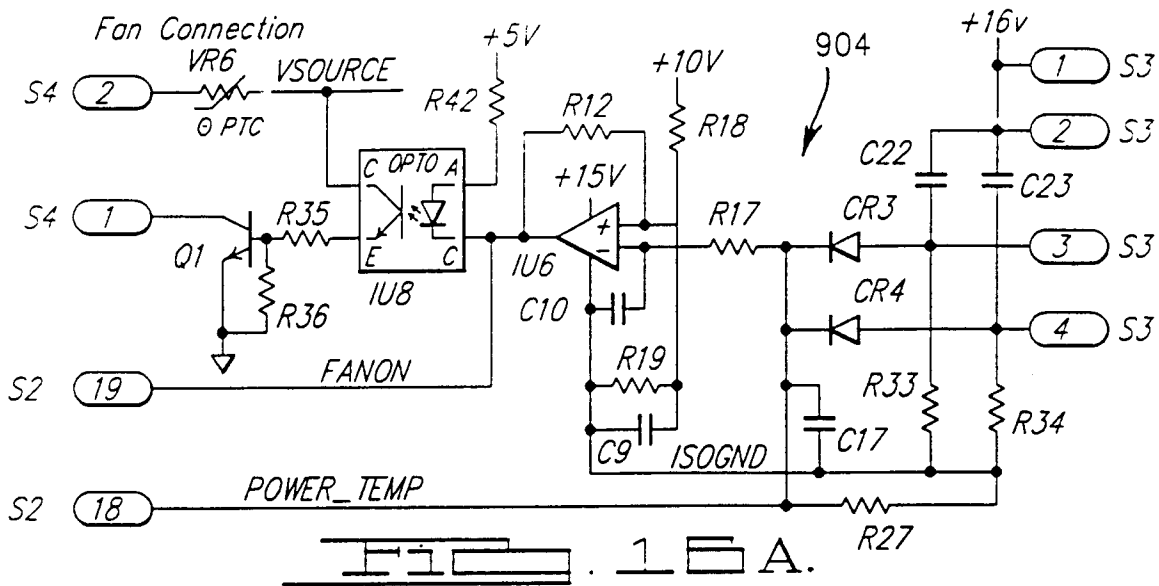 Fan Connection
VR6
VSOURCE
+5V
904
+16v
S4 2
Θ PTC
R42
+10V
R12
R18
1 S3
2 S3
C OPTO A
+15V
C22
C23
S4 1
R35
+
−
R17
CR3
3 S3
Q1
E C
IU6
IU8
R36
C10
CR4
4 S3
R19
S2 19
FANON
R33
R34
C9
ISOGND
C17
S2 18
POWER_TEMP
R27
FIG. 16 A.